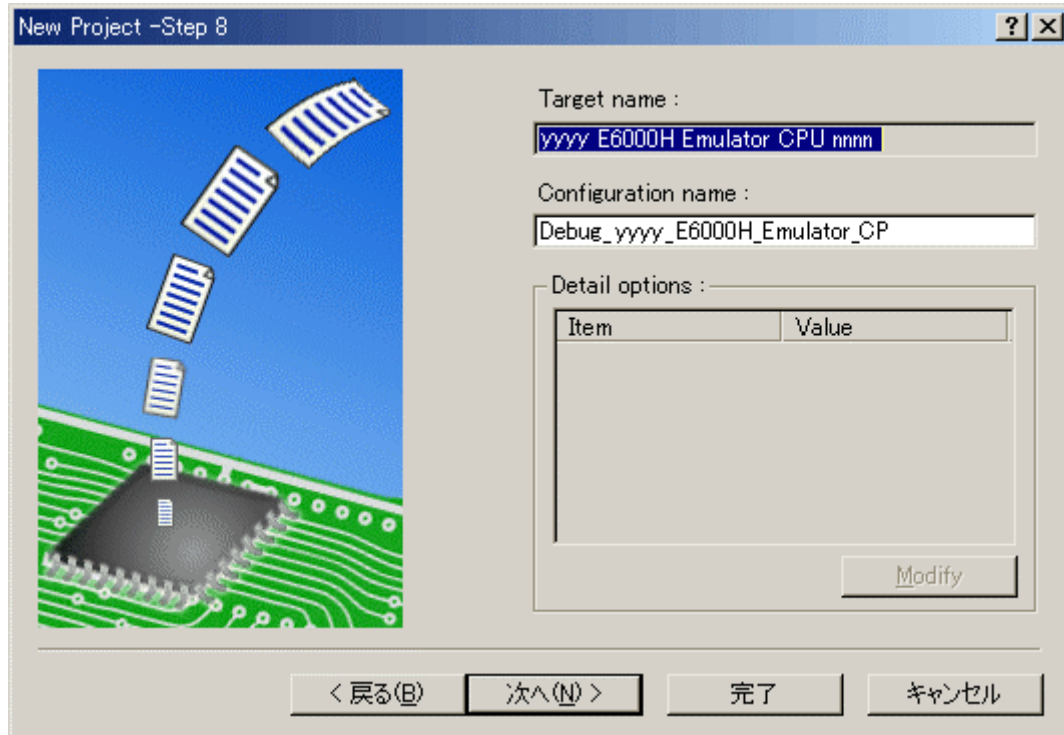 New Project -Step 8
Target name :
yyyy E6000H Emulator CPU nnnn
Configuration name :
Debug_yyyy_E6000H_Emulator_CP
Detail options :
Item Value
Modify
< 戻る(B) 次へ(N) > 完了 キャンセル